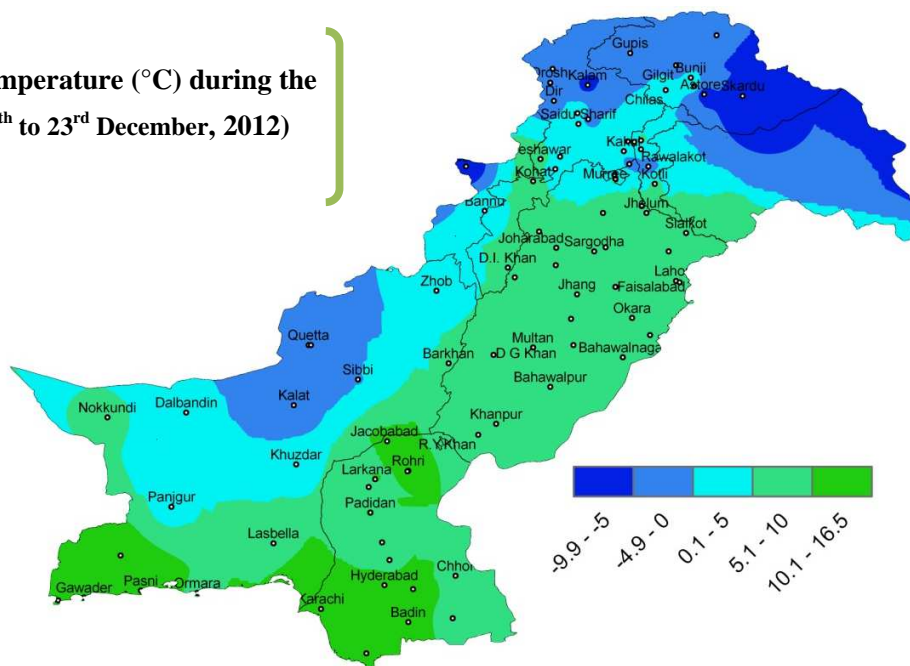 mperature (°C) during the
th to 23rd December, 2012)
Gupis
Drosh Kalam Gilgit Bunji
Dir Astore Skardu
Chilas
Saidu Sharif
eshawar Rawalakot
Kohat Murree Kotli
Bannu Jhelum
Sialkot
Joharabad Sargodha
D.I. Khan
Zhob Jhang Faisalabad Laho
Okara
Quetta Multan
Sibbi Barkhan D G Khan Bahawalnaga
Kalat Bahawalpur
Nokkundi Dalbandin
Khanpur
Jacobabad R.Y.Khan
Khuzdar Larkana Rohri
Panjgur Padidan
Lasbella
Hyderabad Chhor
Gawader Pasni Ormara
Karachi Badin
-9.9 - -5
-4.9 - 0
0.1 - 5
5.1 - 10
10.1 - 16.5